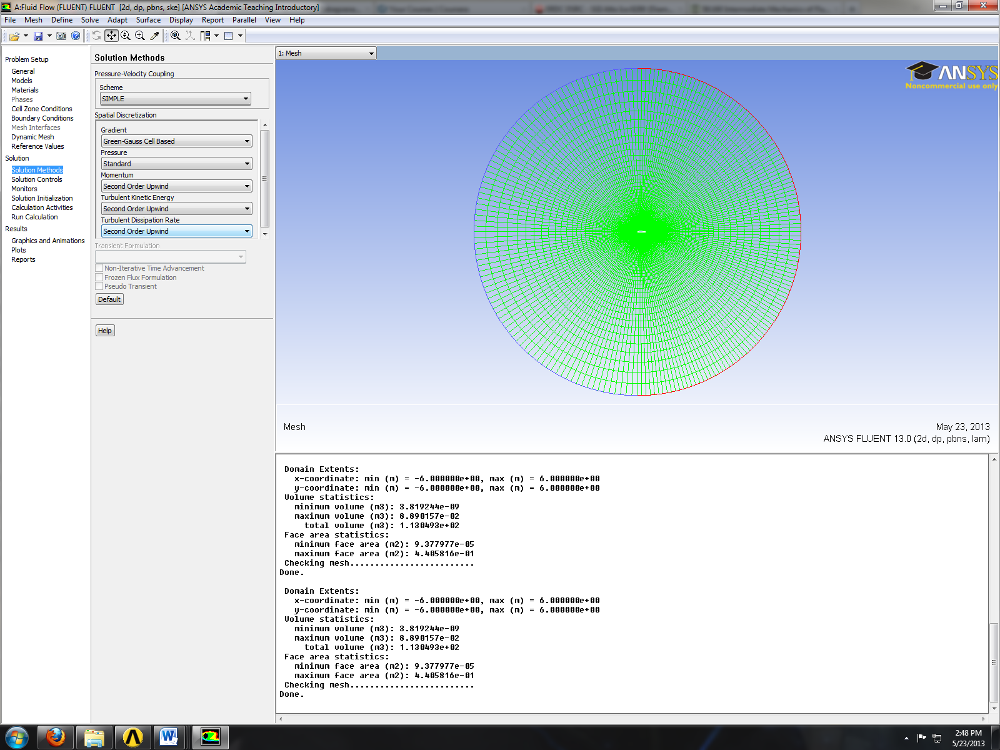 A:Fluid Flow (FLUENT) FLUENT [2d, dp, pbns, ske] [ANSYS Academic Teaching Introductory]
File Mesh Define Solve Adapt Surface Display Report Parallel View Help
Problem Setup
General
Models
Materials
Phases
Cell Zone Conditions
Boundary Conditions
Mesh Interfaces
Dynamic Mesh
Reference Values
Solution
Solution Methods
Solution Controls
Monitors
Solution Initialization
Calculation Activities
Run Calculation
Results
Graphics and Animations
Plots
Reports
Solution Methods
Pressure-Velocity Coupling
Scheme
SIMPLE
Spatial Discretization
Gradient
Green-Gauss Cell Based
Pressure
Standard
Momentum
Second Order Upwind
Turbulent Kinetic Energy
Second Order Upwind
Turbulent Dissipation Rate
Second Order Upwind
Transient Formulation
Non-Iterative Time Advancement
Frozen Flux Formulation
Pseudo Transient
Default
Help
1: Mesh
ANSYS
Noncommercial use only
Mesh
May 23, 2013
ANSYS FLUENT 13.0 (2d, dp, pbns, lam)
Domain Extents:
x-coordinate: min (m) = -6.000000e+00, max (m) = 6.000000e+00
y-coordinate: min (m) = -6.000000e+00, max (m) = 6.000000e+00
Volume statistics:
minimum volume (m3): 3.819244e-09
maximum volume (m3): 8.890157e-02
total volume (m3): 1.130493e+02
Face area statistics:
minimum face area (m2): 9.377977e-05
maximum face area (m2): 4.405816e-01
Checking mesh.........................
Done.
Domain Extents:
x-coordinate: min (m) = -6.000000e+00, max (m) = 6.000000e+00
y-coordinate: min (m) = -6.000000e+00, max (m) = 6.000000e+00
Volume statistics:
minimum volume (m3): 3.819244e-09
maximum volume (m3): 8.890157e-02
total volume (m3): 1.130493e+02
Face area statistics:
minimum face area (m2): 9.377977e-05
maximum face area (m2): 4.405816e-01
Checking mesh.........................
Done.
2:48 PM
5/23/2013